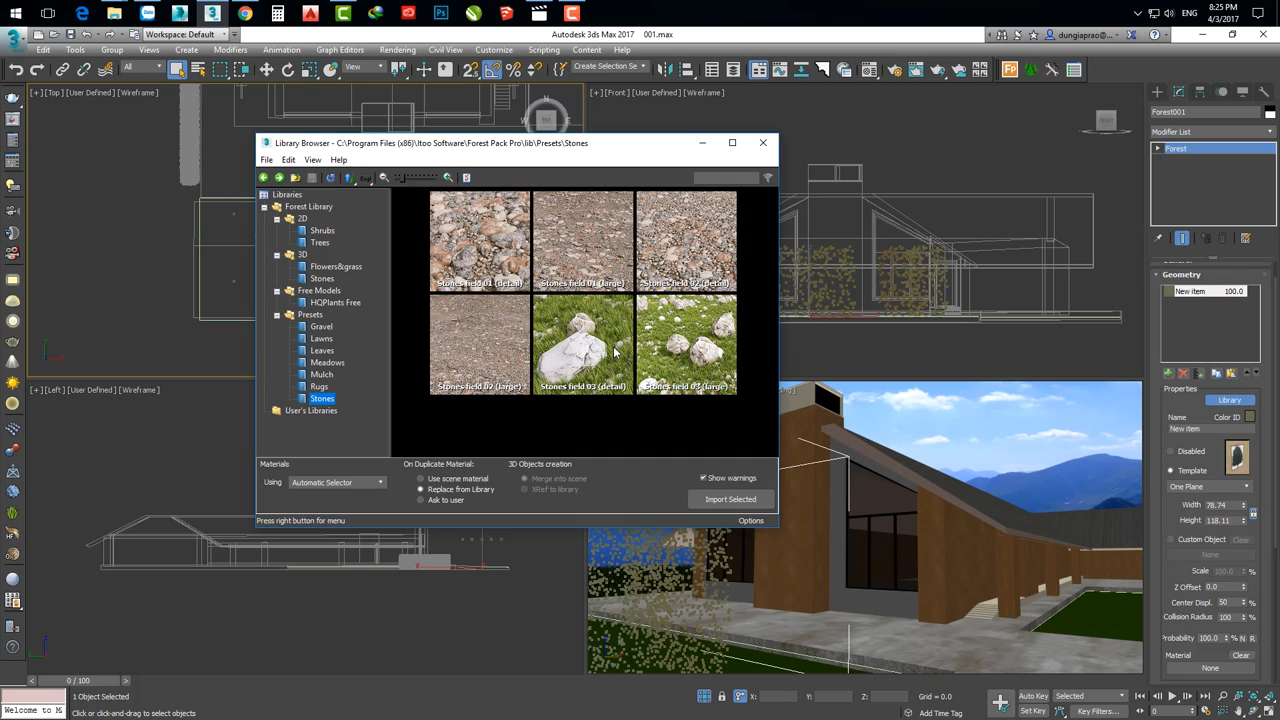 8:25 PM
ENG
4/3/2017
Workspace: Default
Autodesk 3ds Max 2017    001.max
dungiaprao@...
Edit Tools Group Views Create Modifiers Animation Graph Editors Rendering Civil View Customize Scripting Content Help
All
View
Create Selection Se
Fp
[+] [Top] [User Defined] [Wireframe]
[+] [Front] [User Defined] [Wireframe]
N
TOP
FRONT
Forest001
Modifier List
Forest
Library Browser - C:\Program Files (x86)\Itoo Software\Forest Pack Pro\lib\Presets\Stones
File Edit View Help
Libraries
Forest Library
2D
Shrubs
Trees
3D
Flowers&grass
Stones
Free Models
HQPlants Free
Presets
Gravel
Lawns
Leaves
Meadows
Mulch
Rugs
Stones
User's Libraries
Stones field 01 (detail)
Stones field 01 (large)
Stones field 02 (detail)
Stones field 02 (large)
Stones field 03 (detail)
Stones field 03 (large)
Materials
Using
Automatic Selector
On Duplicate Material:
Use scene material
Replace from Library
Ask to user
3D Objects creation
Merge into scene
XRef to library
Show warnings
Import Selected
Press right button for menu
Options
[+] [Left] [User Defined] [Wireframe]
Geometry
New item 100.0
Properties
Library
Name Color ID
New item
Disabled
Template
One Plane
Width 78.74
Height 118.11
Custom Object Clear
None
Scale 100.0 %
Z Offset 0.0
Center Displ. 50 %
Collision Radius 100 %
Probability 100.0 % N R
Material Clear
None
0 / 100
1 Object Selected
Welcome to M
Click or click-and-drag to select objects
X: Y: Z: Grid = 0.0
Add Time Tag
Auto Key Selected
Set Key Key Filters...
0